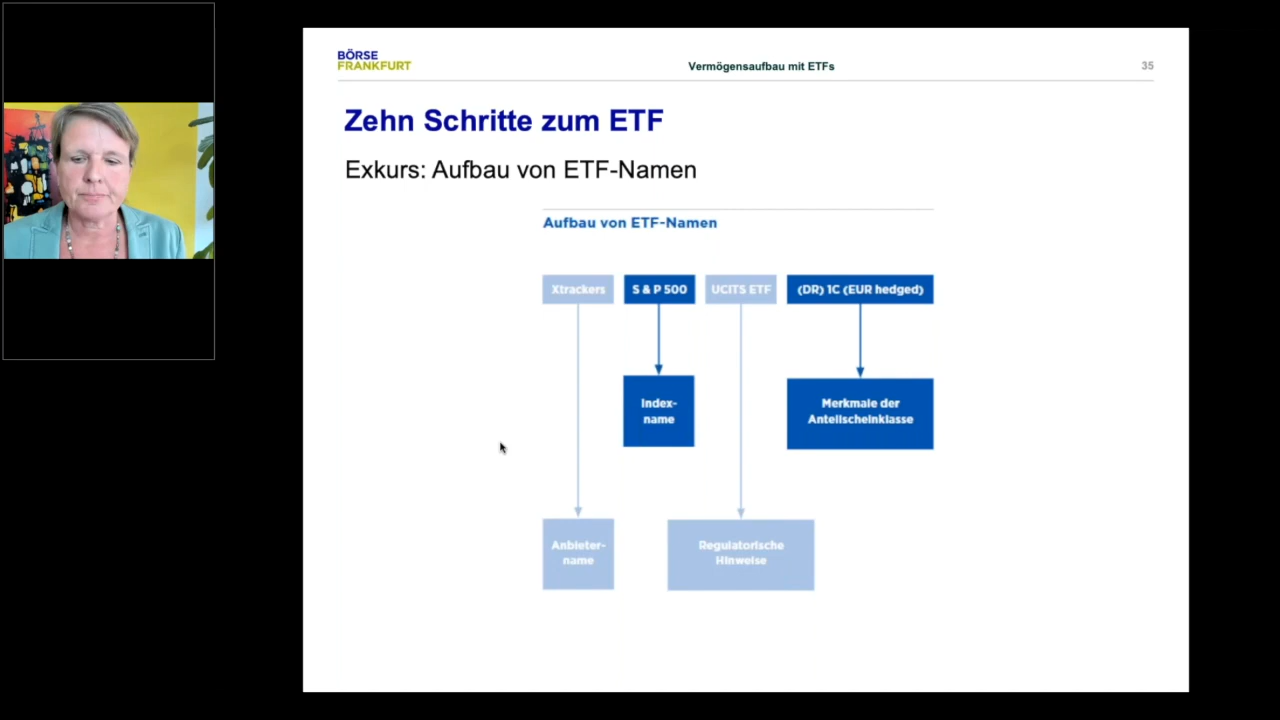 BÖRSE
FRANKFURT
Vermögensaufbau mit ETFs
35
Zehn Schritte zum ETF
Exkurs: Aufbau von ETF-Namen
Aufbau von ETF-Namen
Xtrackers
S & P 500
UCITS ETF
(DR) 1C (EUR hedged)
Index-
name
Merkmale der
Anteilscheinklasse
Anbieter-
name
Regulatorische
Hinweise